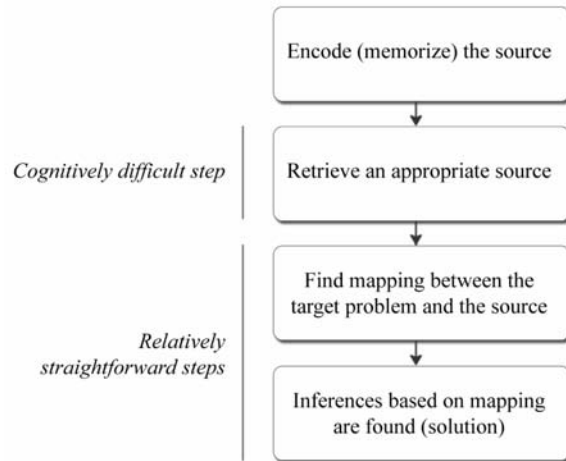 Encode (memorize) the source
Cognitively difficult step
Retrieve an appropriate source
Find mapping between the
target problem and the source
Relatively
straightforward steps
Inferences based on mapping
are found (solution)